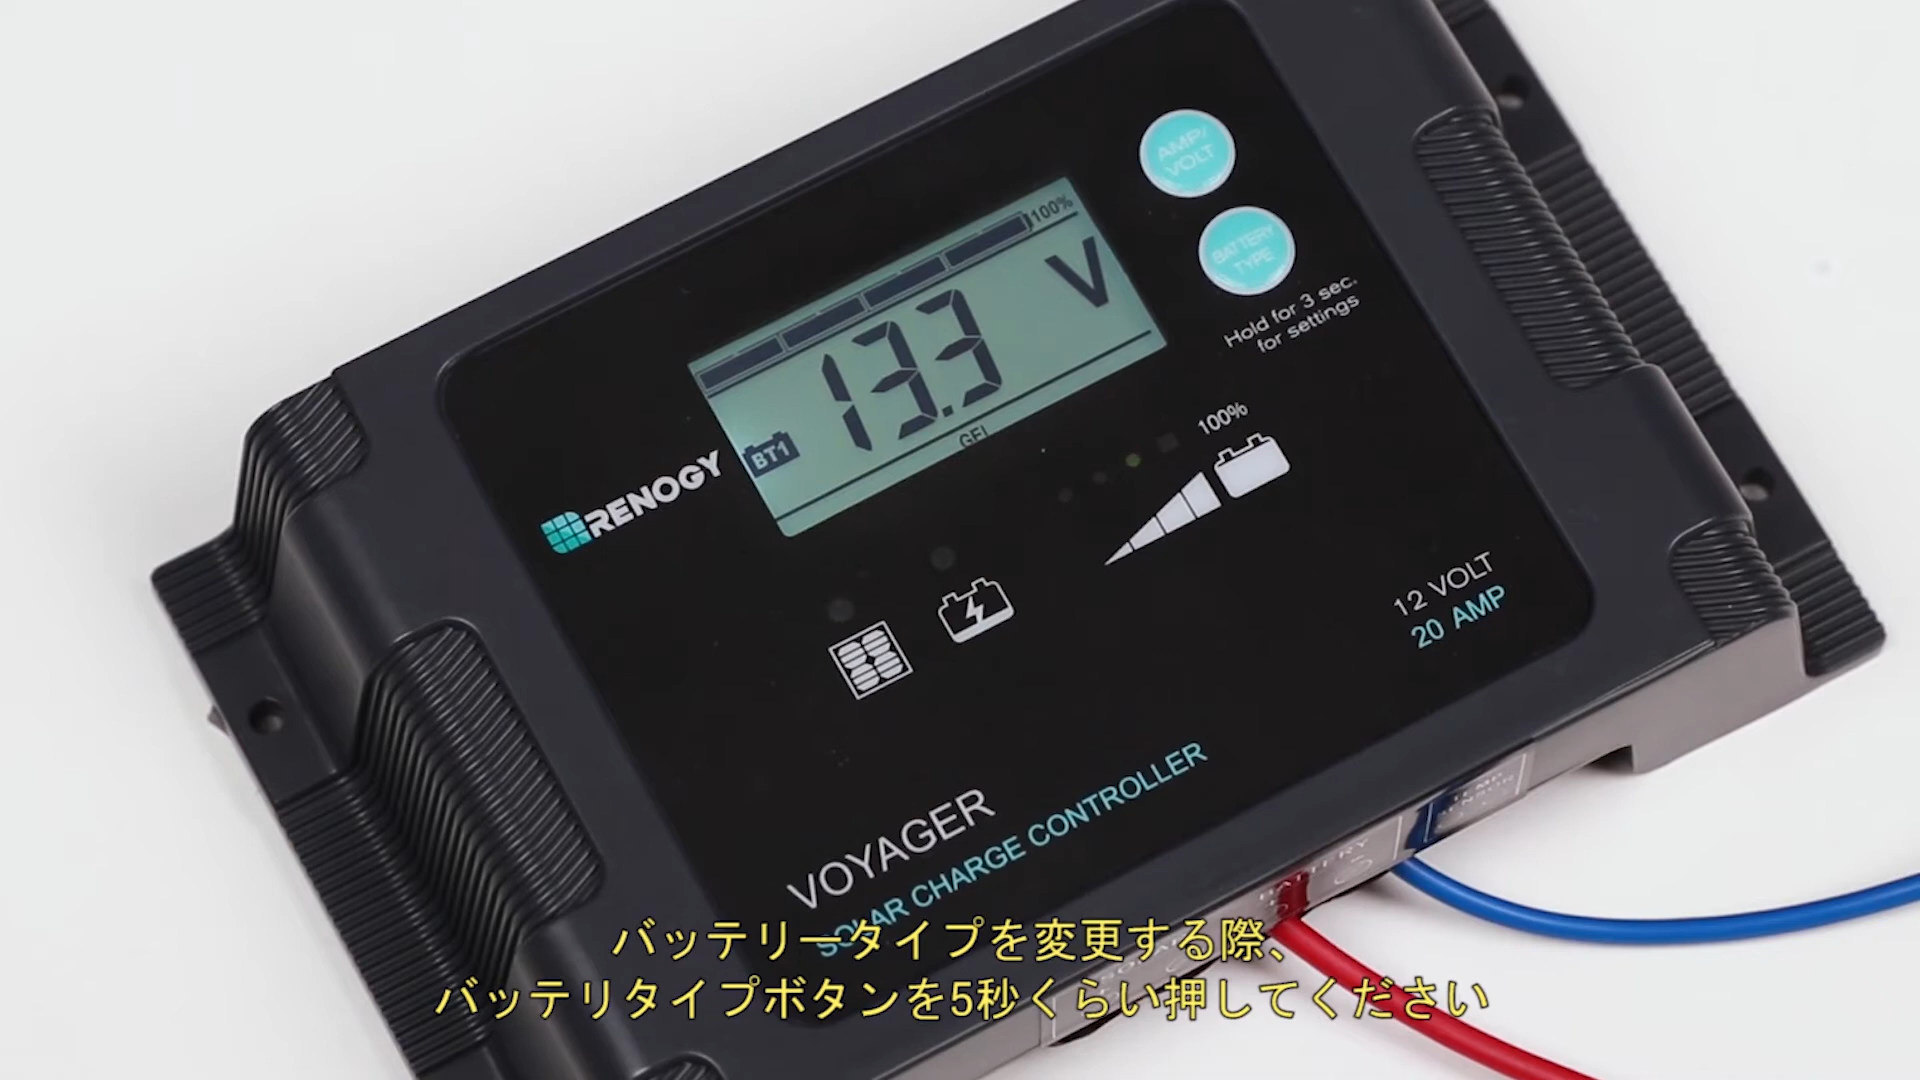 AMP/
VOLT
BATTERY
TYPE
Hold for 3 sec.
for settings
100%
13.3 V
BT1
GEL
RENOGY
100%
12 VOLT
20 AMP
VOYAGER
SOLAR CHARGE CONTROLLER
TEMP
SENSOR
BATTERY
バッテリータイプを変更する際、
バッテリタイプボタンを5秒くらい押してください